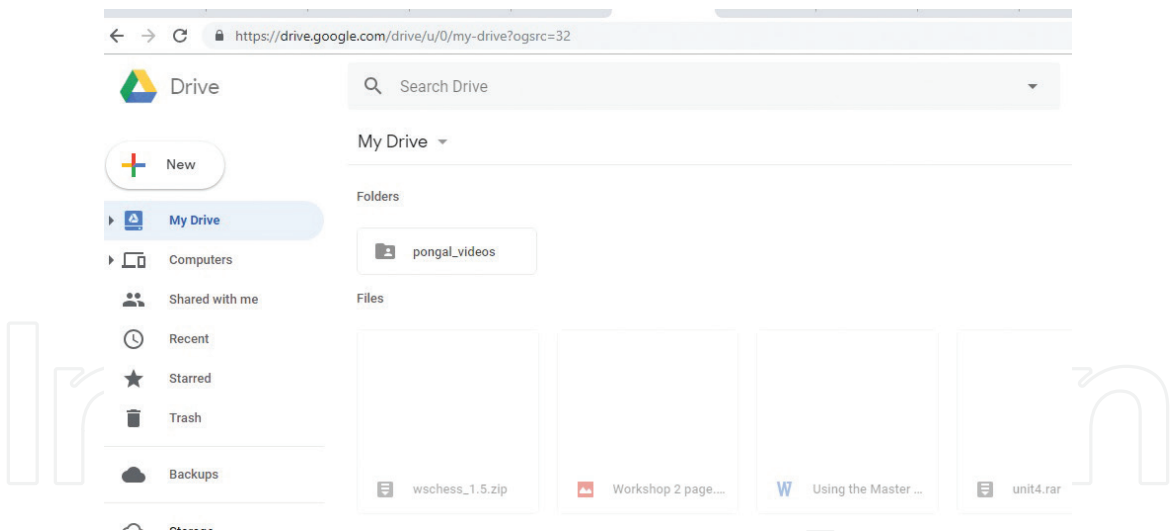 https://drive.google.com/drive/u/0/my-drive?ogsrc=32
Drive
Search Drive
My Drive
New
Folders
My Drive
pongal_videos
Computers
Shared with me
Files
Recent
Starred
Trash
Backups
wschess_1.5.zip
Workshop 2 page....
Using the Master ...
unit4.rar
Storage